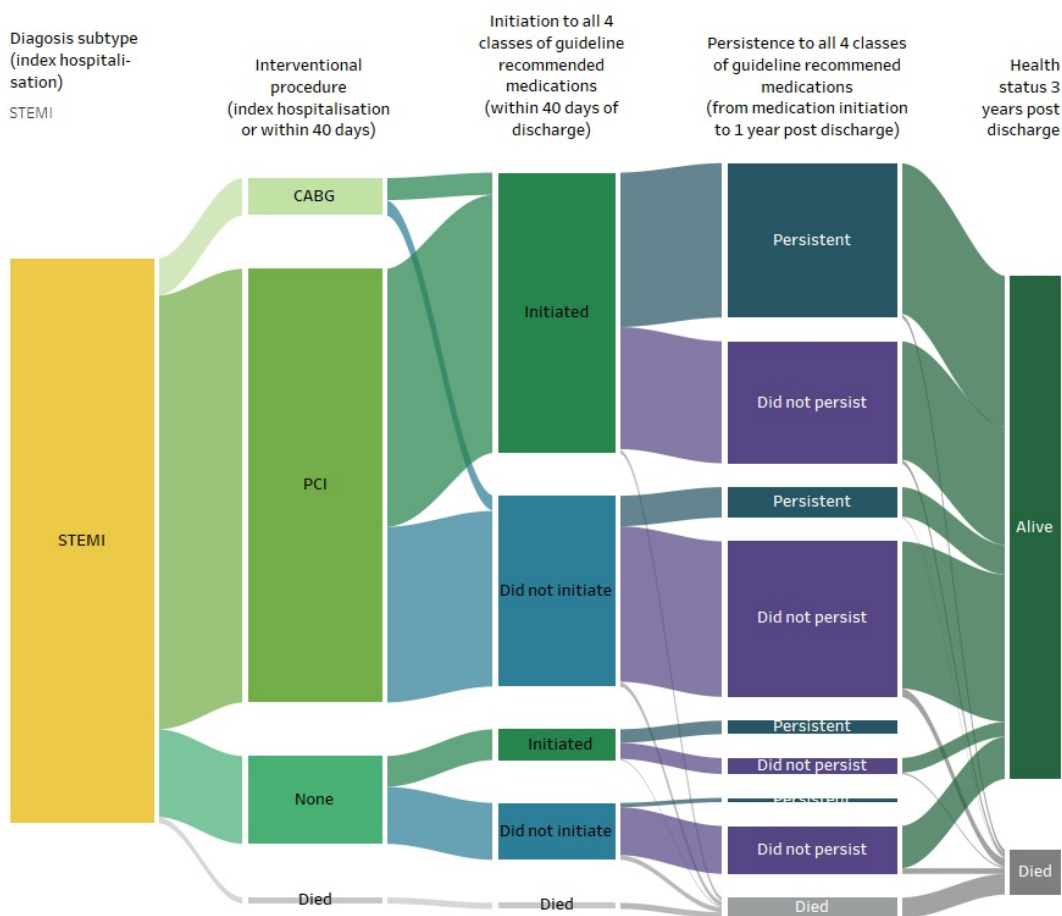 Diagosis subtype
(index hospitali-
sation)
STEMI
Interventional
procedure
(index hospitalisation
or within 40 days)
Initiation to all 4
classes of guideline
recommended
medications
(within 40 days of
discharge)
Persistence to all 4 classes
of guideline recommened
medications
(from medication initiation
to 1 year post discharge)
Health
status 3
years post
discharge
STEMI
CABG
PCI
None
Died
Initiated
Did not initiate
Initiated
Did not initiate
Died
Persistent
Did not persist
Persistent
Did not persist
Persistent
Did not persist
Persistent
Did not persist
Died
Alive
Died